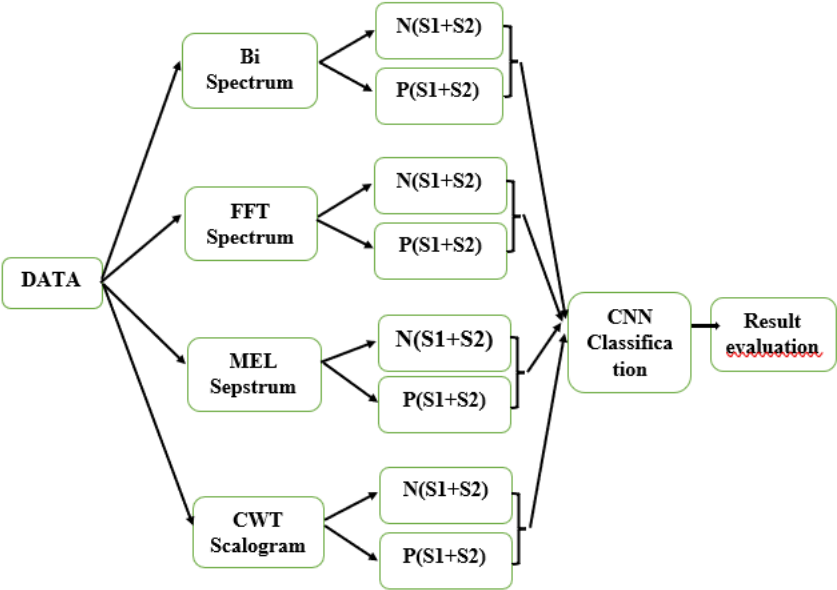 DATA
Bi
Spectrum
N(S1+S2)
P(S1+S2)
FFT
Spectrum
N(S1+S2)
P(S1+S2)
MEL
Sepstrum
N(S1+S2)
P(S1+S2)
CWT
Scalogram
N(S1+S2)
P(S1+S2)
CNN
Classifica
tion
Result
evaluation